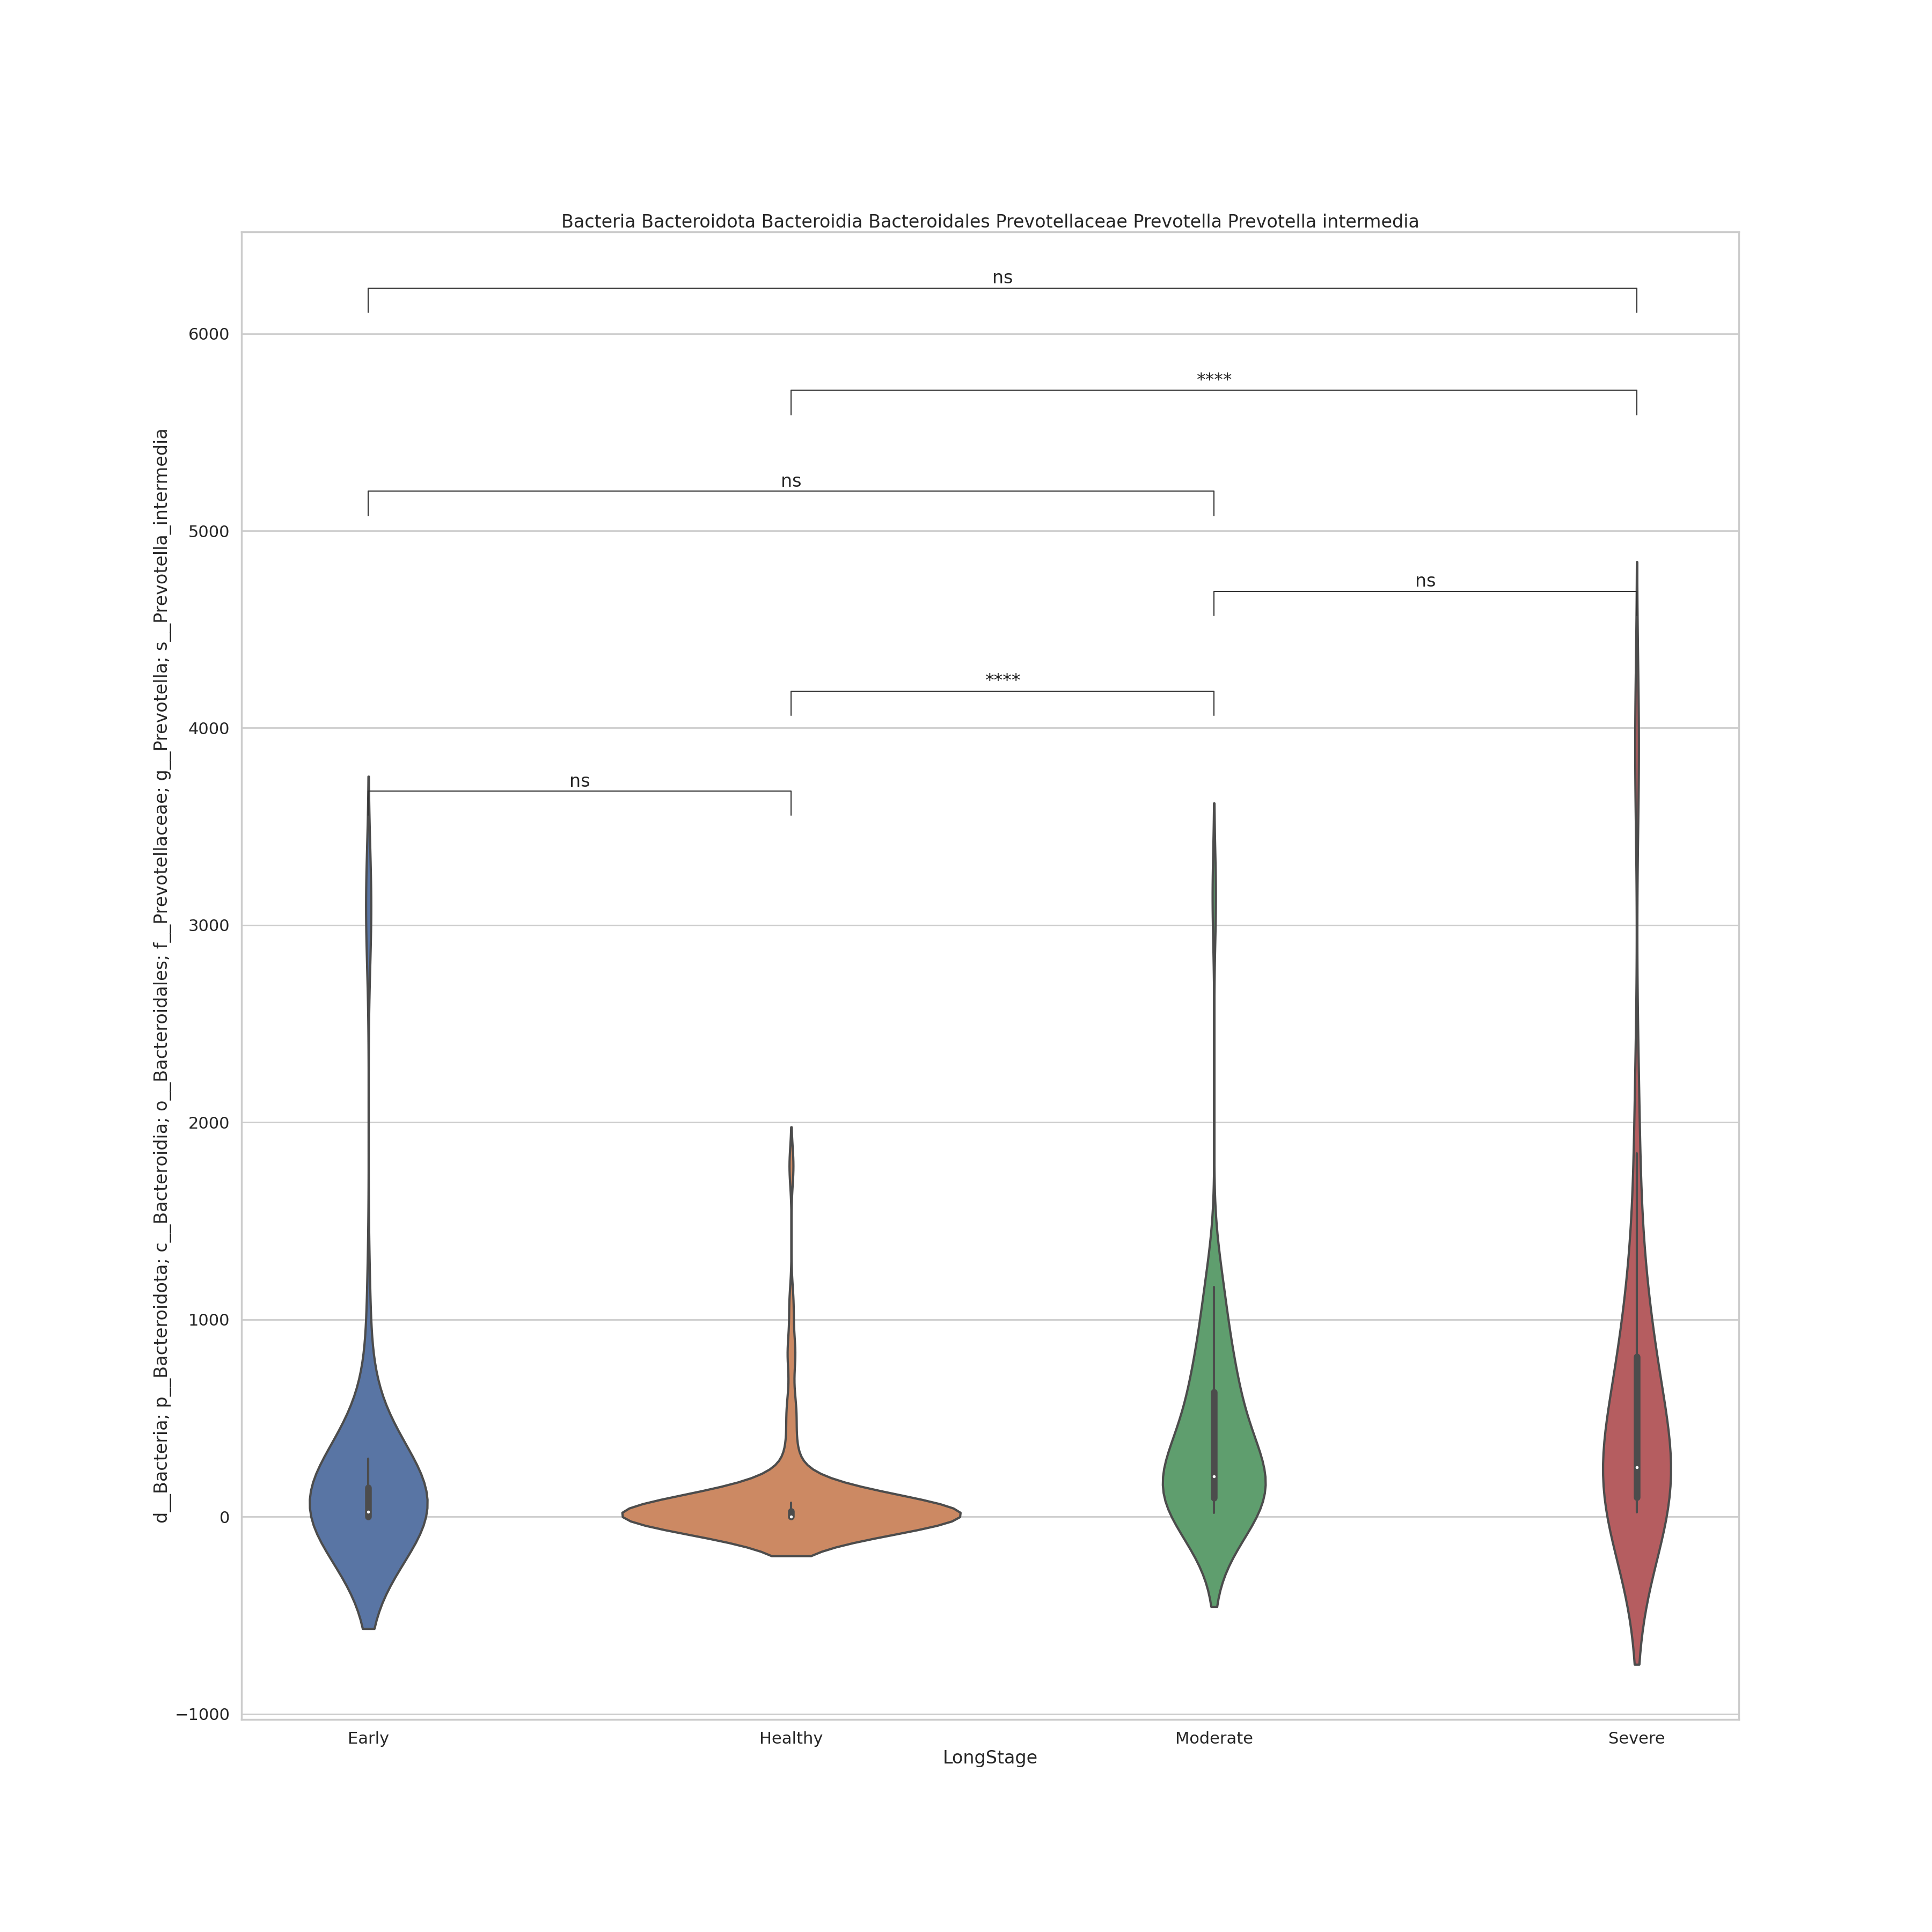 Bacteria Bacteroidota Bacteroidia Bacteroidales Prevotellaceae Prevotella Prevotella intermedia
d__Bacteria; p__Bacteroidota; c__Bacteroidia; o__Bacteroidales; f__Prevotellaceae; g__Prevotella; s__Prevotella_intermedia
ns
6000
****
ns
5000
ns
****
4000
ns
3000
2000
1000
0
−1000
Early Healthy Moderate Severe
LongStage